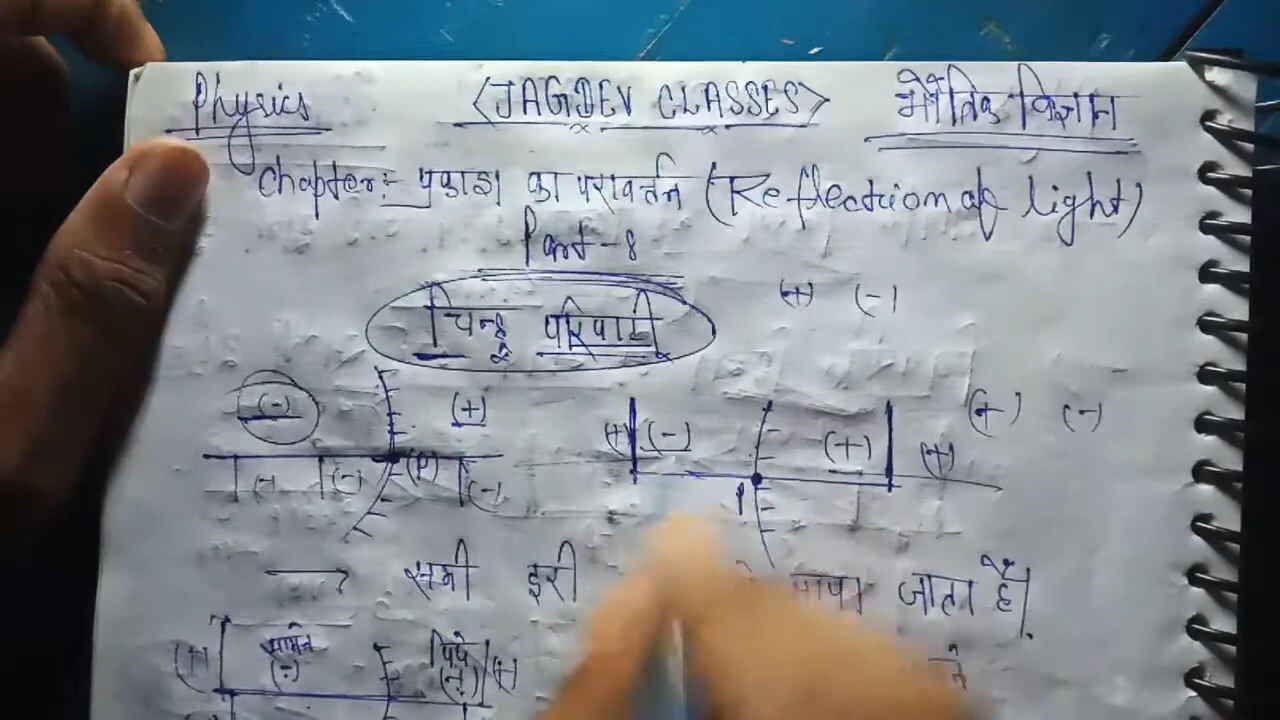 Physics <JAGDEV CLASSES> भौतिक विज्ञान
Chapter:- प्रकाश का परावर्तन (Reflection of light)
Part-8
चिन्ह परिपाटी (+) (-)
(-) (+) (+) (-) (+) (+) (+) (-)
(- (-) (P) (-) P
→ सभी दूरी मापा जाता है।
(+) सामने (-) पिछे (+) (+) ने